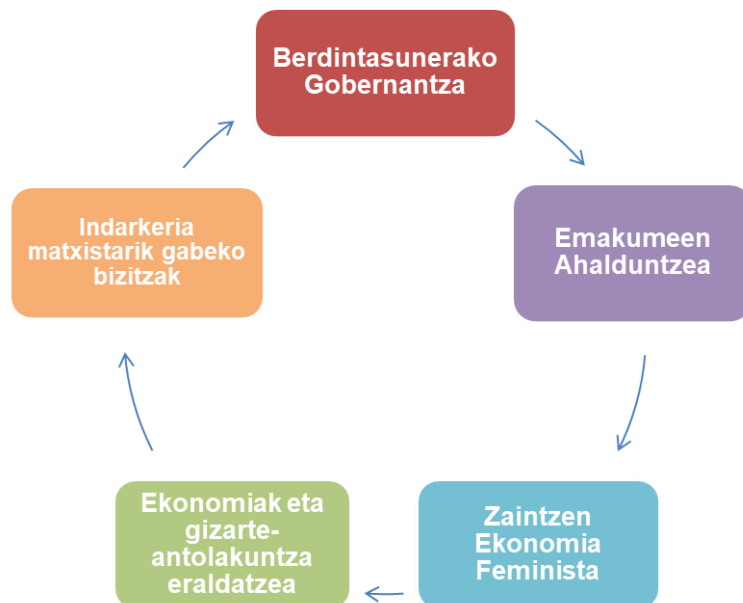 Berdintasunerako
Gobernantza
Emakumeen
Ahalduntzea
Zaintzen
Ekonomia
Feminista
Ekonomiak eta
gizarte-
antolakuntza
eraldatzea
Indarkeria
matxistarik gabeko
bizitzak